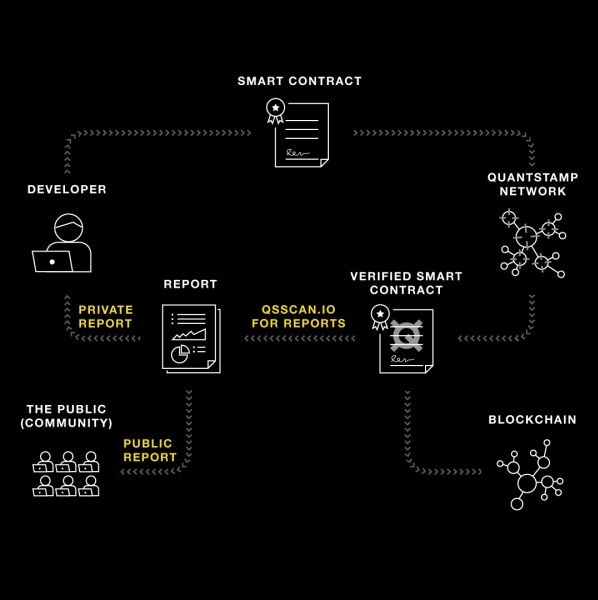 SMART CONTRACT
DEVELOPER
QUANTSTAMP
NETWORK
REPORT
VERIFIED SMART
CONTRACT
PRIVATE
REPORT
QSSCAN.IO
FOR REPORTS
THE PUBLIC
(COMMUNITY)
PUBLIC
REPORT
BLOCKCHAIN